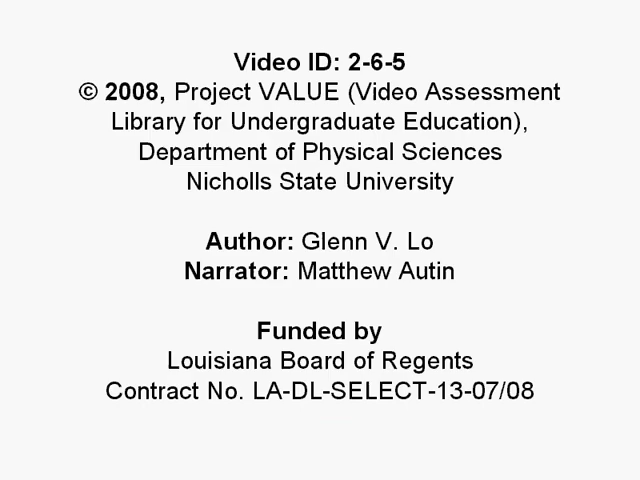 Video ID: 2-6-5
© 2008, Project VALUE (Video Assessment
Library for Undergraduate Education),
Department of Physical Sciences
Nicholls State University
Author: Glenn V. Lo
Narrator: Matthew Autin
Funded by
Louisiana Board of Regents
Contract No. LA-DL-SELECT-13-07/08